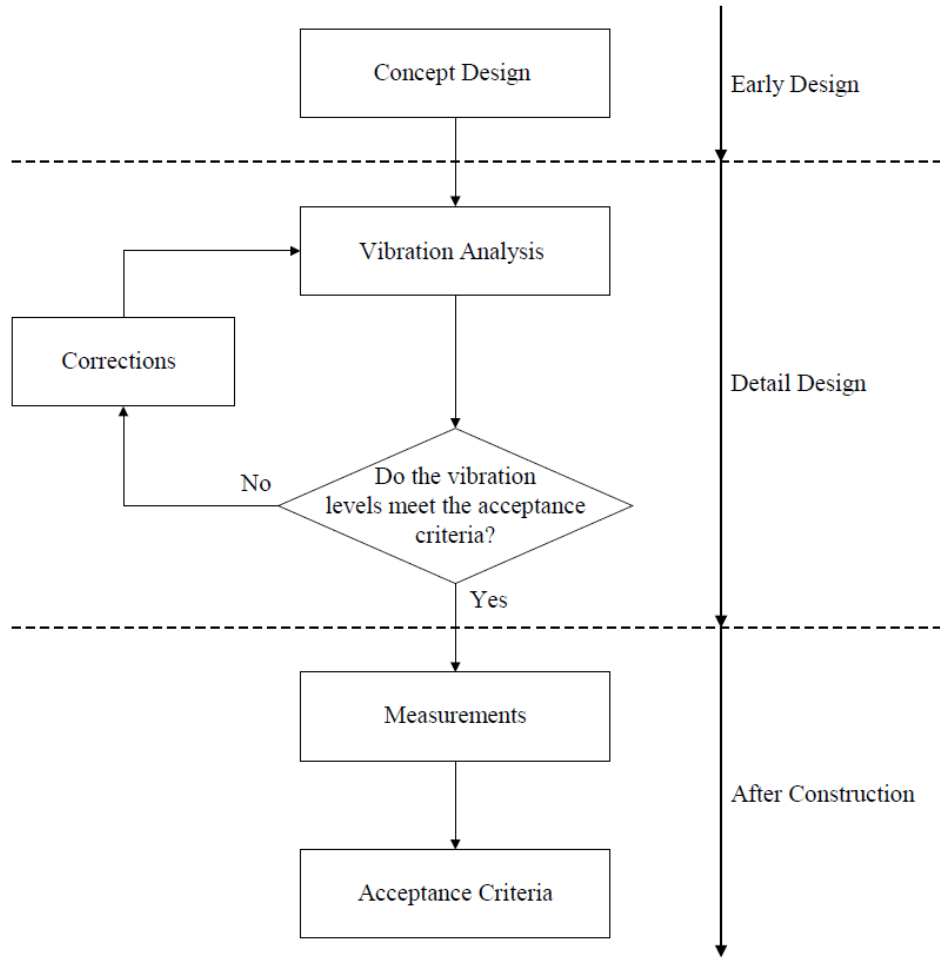 Concept Design
Early Design
Vibration Analysis
Corrections
Detail Design
No
Do the vibration
levels meet the acceptance
criteria?
Yes
Measurements
After Construction
Acceptance Criteria